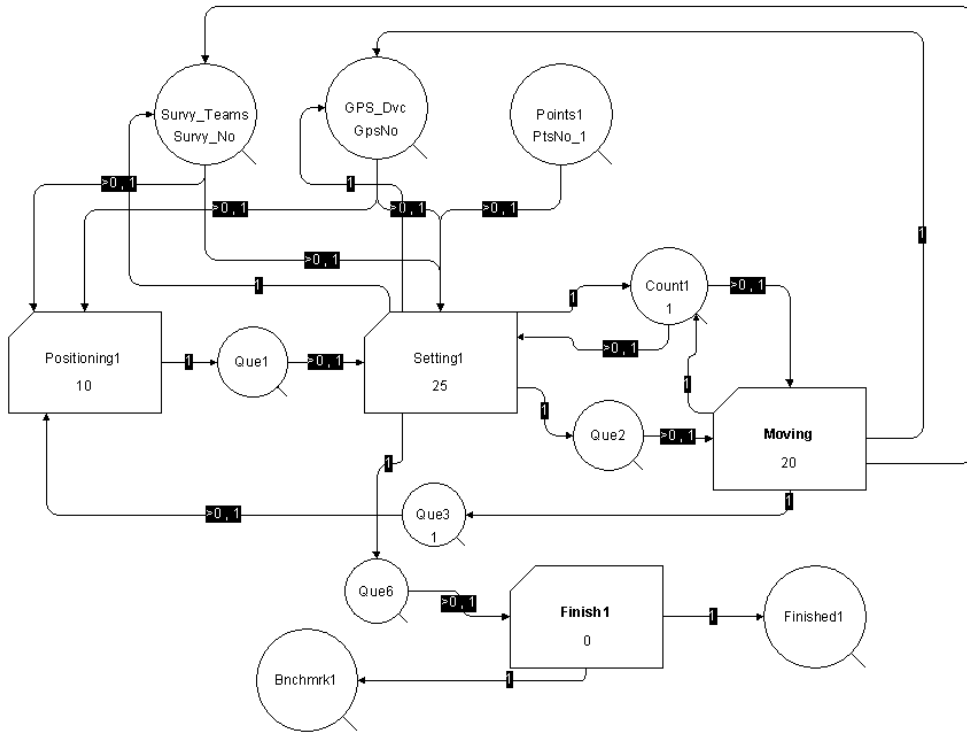 Survy_Teams
Survy_No
GPS_Dvc
GpsNo
Points1
PtsNo_1
>0 , 1
1
>0 , 1
>0 , 1
>0 , 1
1
>0 , 1
1
1
Count1
1
>0 , 1
>0 , 1
Positioning1
10
1
Que1
>0 , 1
Setting1
25
1
1
Que2
>0 , 1
Moving
20
1
1
>0 , 1
Que3
1
Que6
>0 , 1
Finish1
0
1
Finished1
Bnchmrk1
1